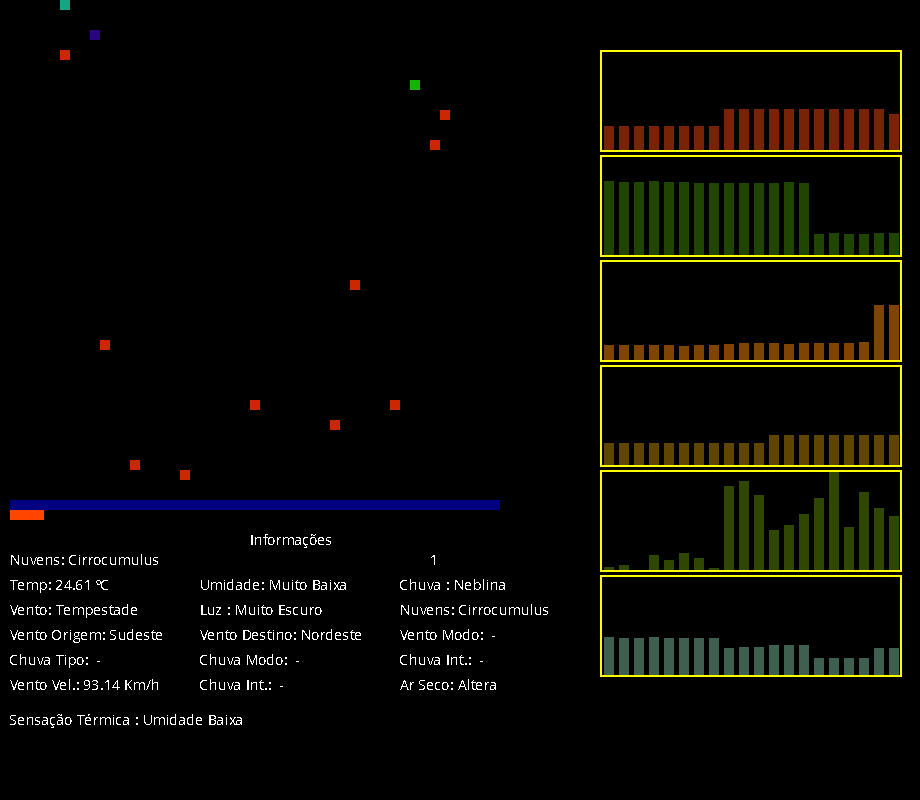 Informações
Nuvens: Cirrocumulus 1
Temp: 24.61 ºC Umidade: Muito Baixa Chuva : Neblina
Vento: Tempestade Luz : Muito Escuro Nuvens: Cirrocumulus
Vento Origem: Sudeste Vento Destino: Nordeste Vento Modo: -
Chuva Tipo: - Chuva Modo: - Chuva Int.: -
Vento Vel.: 93.14 Km/h Chuva Int.: - Ar Seco: Altera
Sensação Térmica : Umidade Baixa